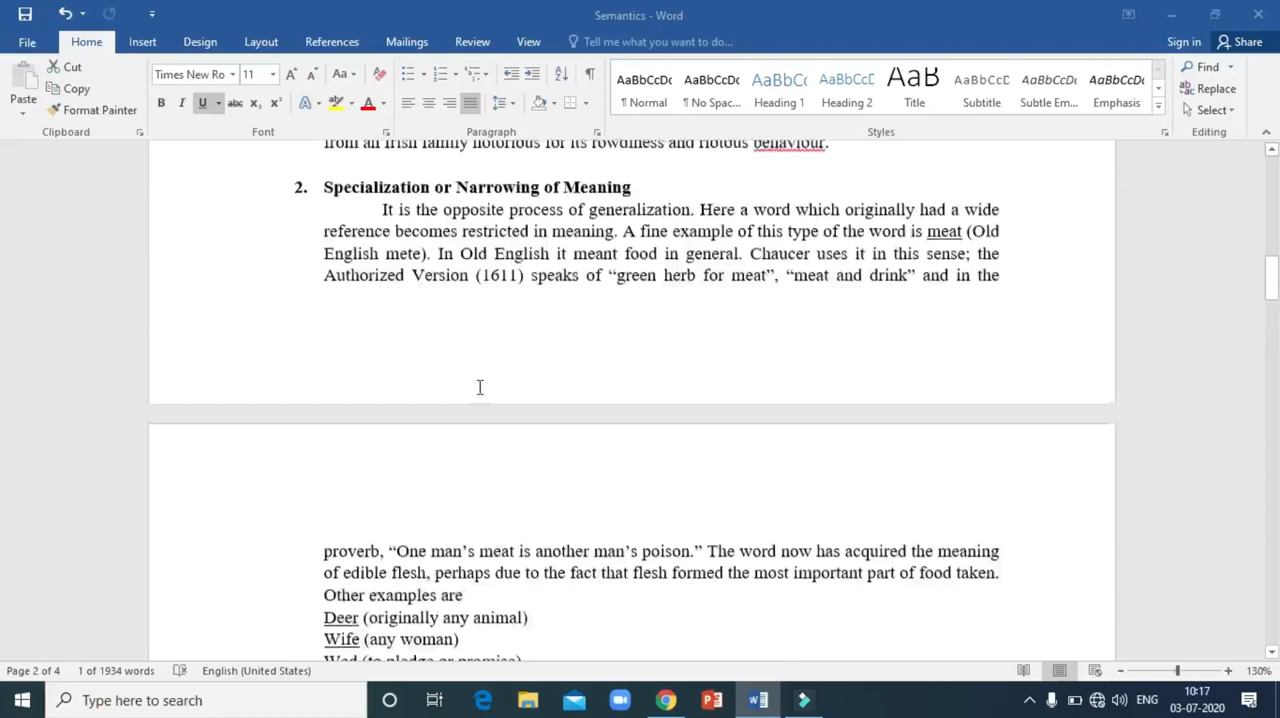 Semantics - Word
File Home Insert Design Layout References Mailings Review View Tell me what you want to do... Sign in Share
Cut
Copy
Format Painter
Paste
Clipboard
Times New Ro 11
Font
Paragraph
AaBbCcDc AaBbCcDc AaBbCc AaBbCcD AaB AaBbCcD AaBbCcDc AaBbCcDc
¶ Normal ¶ No Spac... Heading 1 Heading 2 Title Subtitle Subtle Em... Emphasis
Styles
Find
Replace
Select
Editing
from an Irish family notorious for its rowdiness and riotous behaviour.
2. Specialization or Narrowing of Meaning
It is the opposite process of generalization. Here a word which originally had a wide
reference becomes restricted in meaning. A fine example of this type of the word is meat (Old
English mete). In Old English it meant food in general. Chaucer uses it in this sense; the
Authorized Version (1611) speaks of “green herb for meat”, “meat and drink” and in the
proverb, “One man’s meat is another man’s poison.” The word now has acquired the meaning
of edible flesh, perhaps due to the fact that flesh formed the most important part of food taken.
Other examples are
Deer (originally any animal)
Wife (any woman)
Wed (to pledge or promise)
Page 2 of 4 1 of 1934 words English (United States) 130%
Type here to search
ENG
10:17
03-07-2020